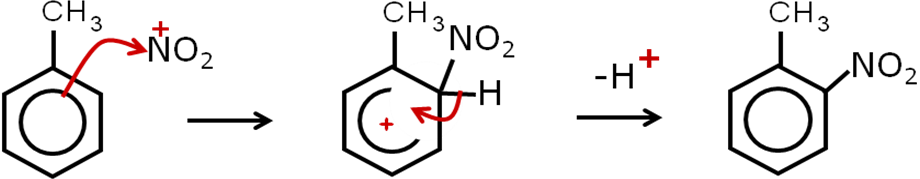 CH₃
NO₂
+
CH₃
NO₂
H
+
-H+
CH₃
NO₂